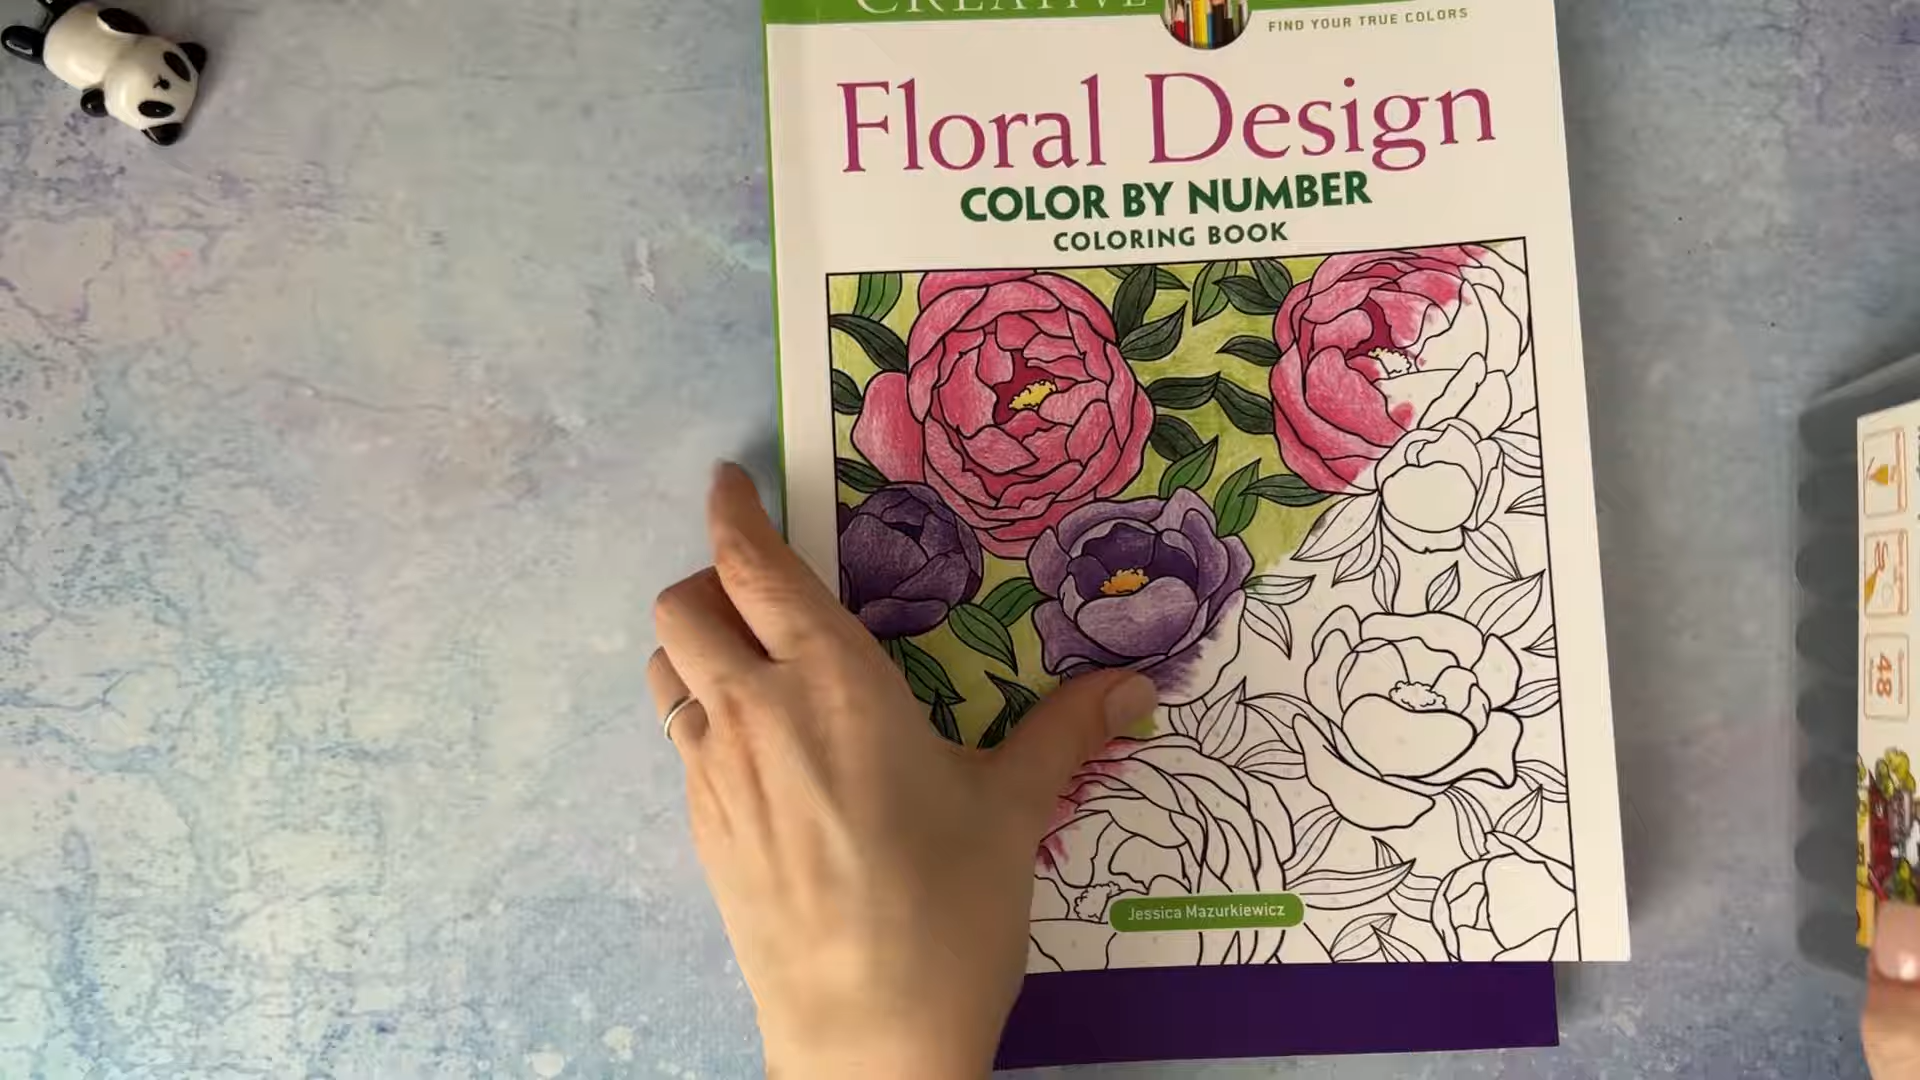 CREATIVE
FIND YOUR TRUE COLORS
Floral Design
COLOR BY NUMBER
COLORING BOOK
Jessica Mazurkiewicz
48